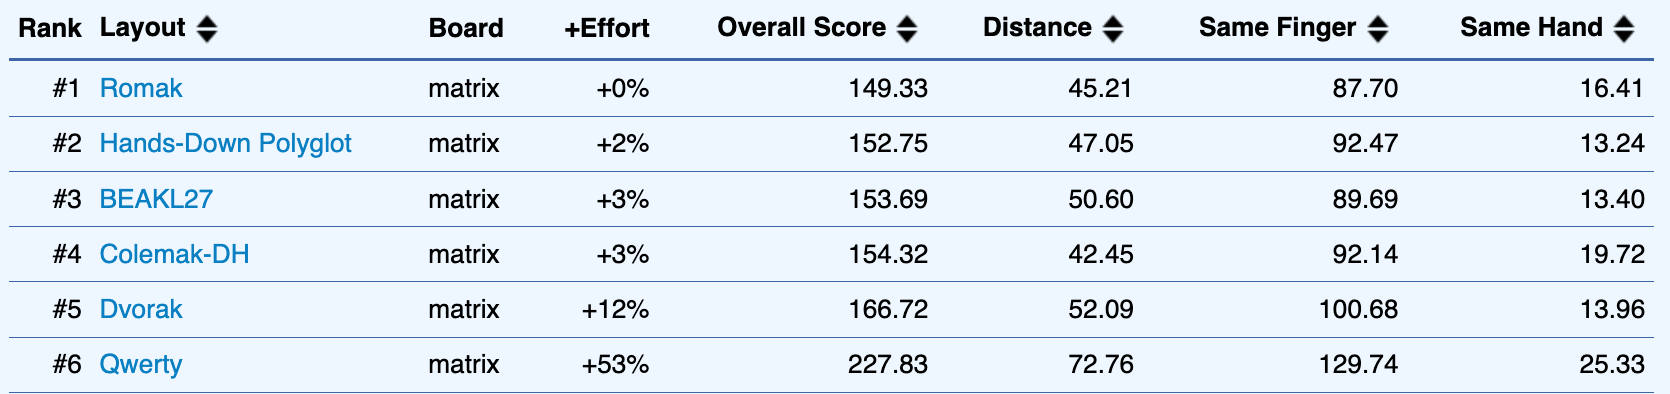 Rank Layout Board +Effort Overall Score Distance Same Finger Same Hand
#1 Romak matrix +0% 149.33 45.21 87.70 16.41
#2 Hands-Down Polyglot matrix +2% 152.75 47.05 92.47 13.24
#3 BEAKL27 matrix +3% 153.69 50.60 89.69 13.40
#4 Colemak-DH matrix +3% 154.32 42.45 92.14 19.72
#5 Dvorak matrix +12% 166.72 52.09 100.68 13.96
#6 Qwerty matrix +53% 227.83 72.76 129.74 25.33